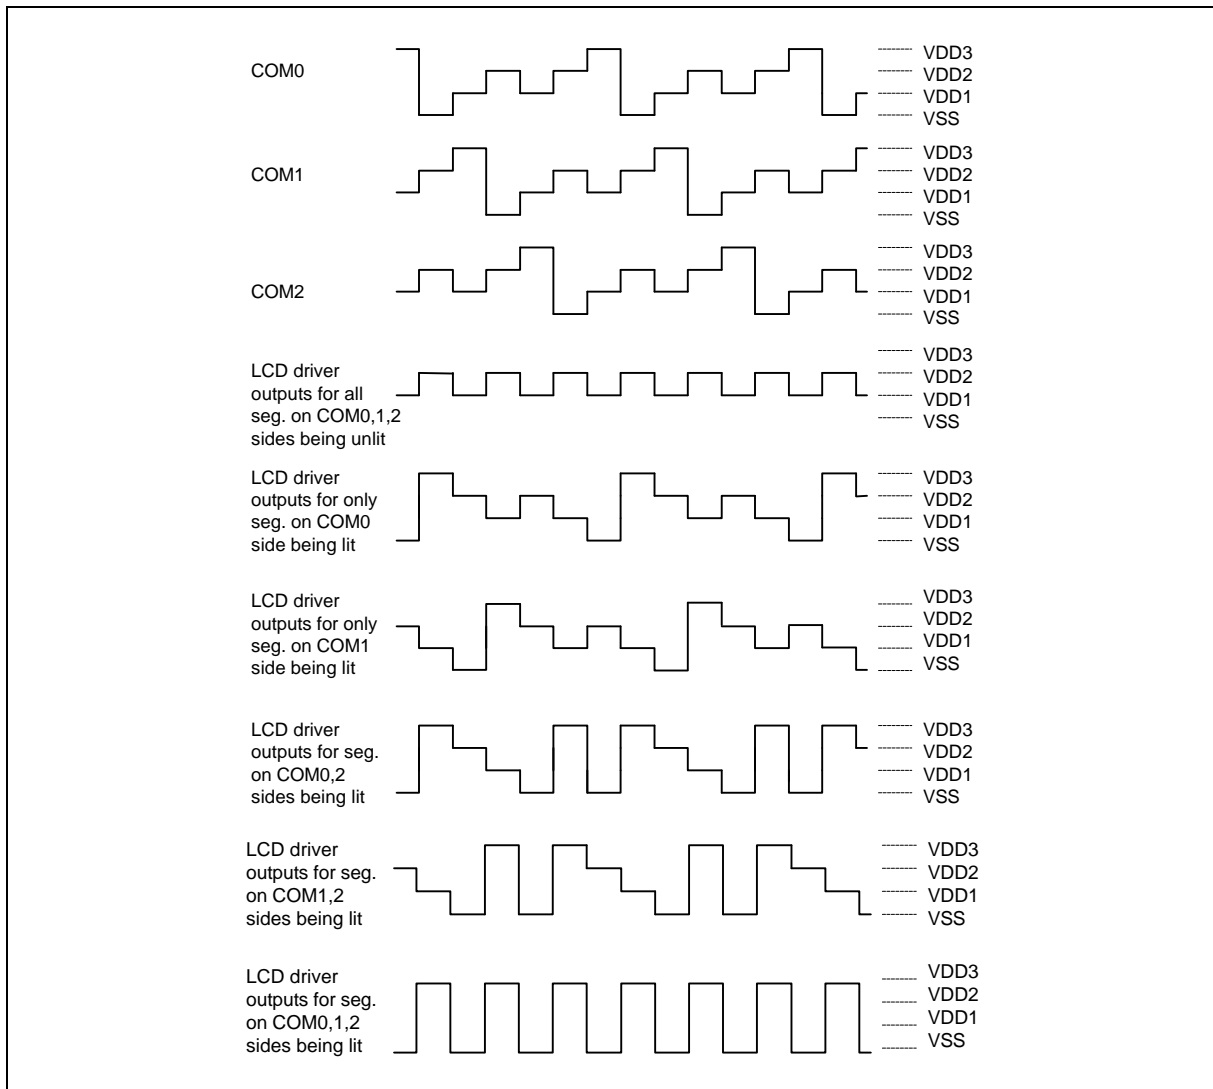 COM0
VDD3
VDD2
VDD1
VSS
COM1
VDD3
VDD2
VDD1
VSS
COM2
VDD3
VDD2
VDD1
VSS
LCD driver
outputs for all
seg. on COM0,1,2
sides being unlit
VDD3
VDD2
VDD1
VSS
LCD driver
outputs for only
seg. on COM0
side being lit
VDD3
VDD2
VDD1
VSS
LCD driver
outputs for only
seg. on COM1
side being lit
VDD3
VDD2
VDD1
VSS
LCD driver
outputs for seg.
on COM0,2
sides being lit
VDD3
VDD2
VDD1
VSS
LCD driver
outputs for seg.
on COM1,2
sides being lit
VDD3
VDD2
VDD1
VSS
LCD driver
outputs for seg.
on COM0,1,2
sides being lit
VDD3
VDD2
VDD1
VSS